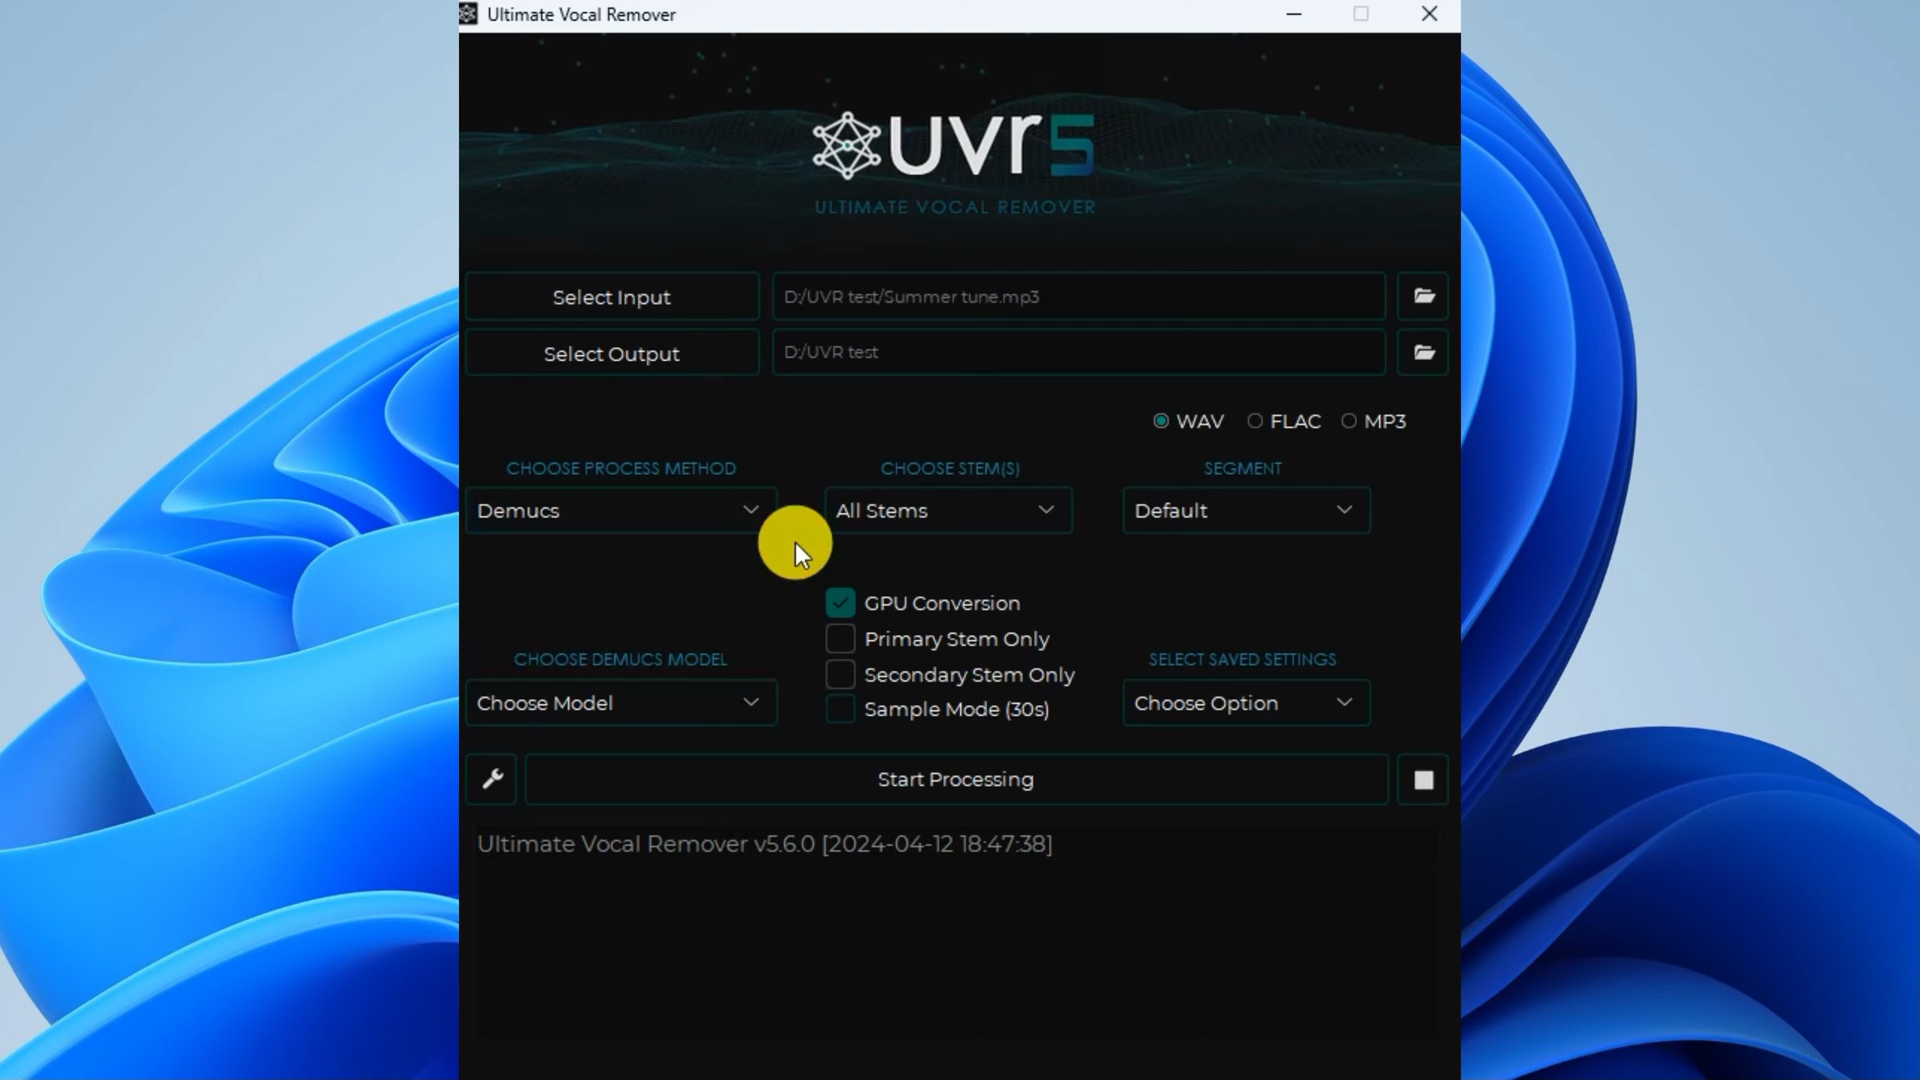 Ultimate Vocal Remover
uvr5
ULTIMATE VOCAL REMOVER
Select Input
D:/UVR test/Summer tune.mp3
Select Output
D:/UVR test
WAV FLAC MP3
CHOOSE PROCESS METHOD
CHOOSE STEM(S)
SEGMENT
Demucs
All Stems
Default
GPU Conversion
Primary Stem Only
Secondary Stem Only
Sample Mode (30s)
CHOOSE DEMUCS MODEL
Choose Model
SELECT SAVED SETTINGS
Choose Option
Start Processing
Ultimate Vocal Remover v5.6.0 [2024-04-12 18:47:38]